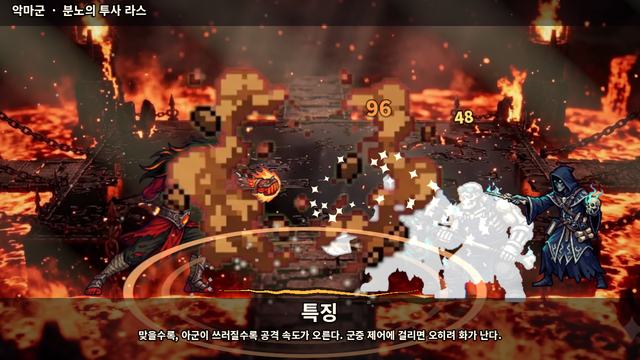 악마군 · 분노의 투사 라스
96
48
특징
맞을수록, 아군이 쓰러질수록 공격 속도가 오른다. 군중 제어에 걸리면 오히려 화가 난다.